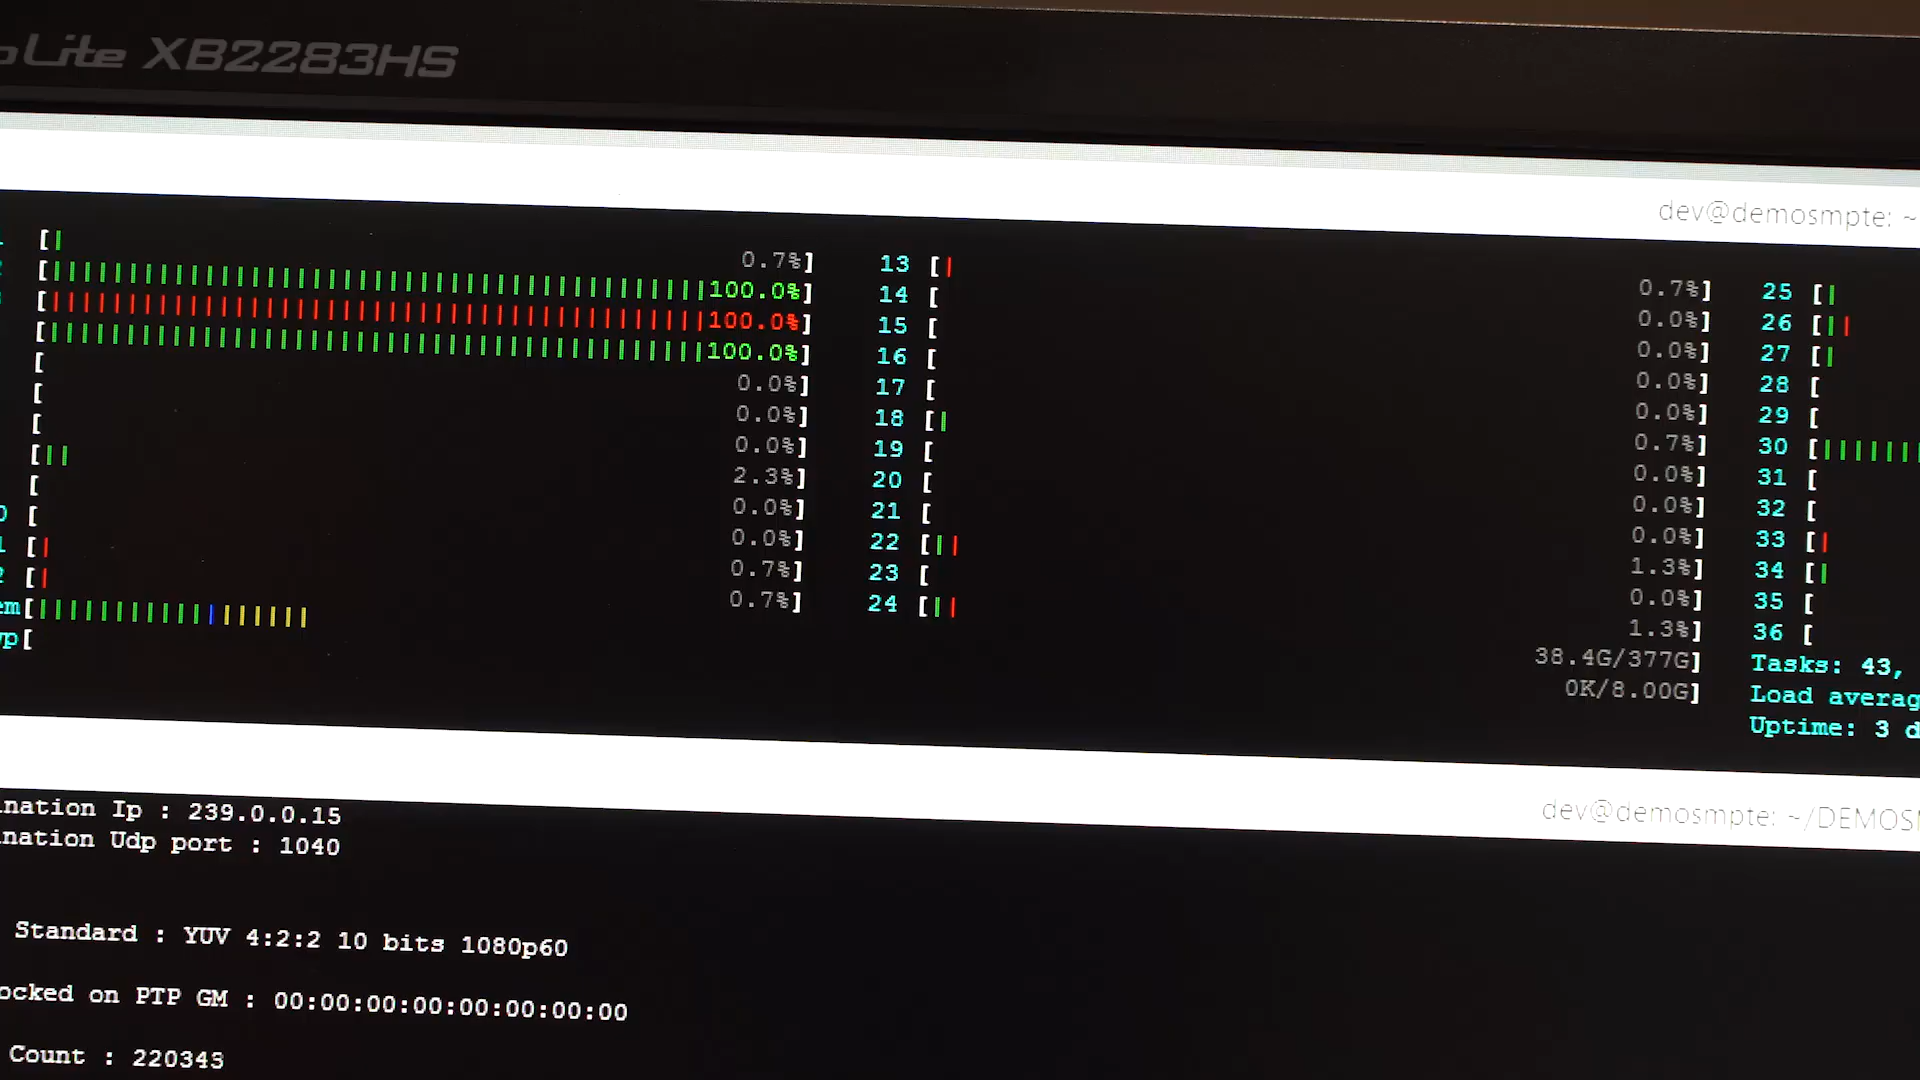 Lite XB2283HS
dev@demosmpte: ~
0.7%] 13 [ 0.7%] 25 [
100.0%] 14 [ 0.0%] 26 [
100.0%] 15 [ 0.0%] 27 [
100.0%] 16 [ 0.0%] 28 [
0.0%] 17 [ 0.0%] 29 [
0.0%] 18 [ 0.7%] 30 [
0.0%] 19 [ 0.0%] 31 [
2.3%] 20 [ 0.0%] 32 [
0.0%] 21 [ 0.0%] 33 [
0.0%] 22 [ 1.3%] 34 [
0.7%] 23 [ 0.0%] 35 [
0.7%] 24 [ 1.3%] 36 [
38.4G/377G] Tasks: 43,
0K/8.00G] Load averag
Uptime: 3 d
dev@demosmpte: ~/DEMOS
ination Ip : 239.0.0.15
ination Udp port : 1040
Standard : YUV 4:2:2 10 bits 1080p60
ocked on PTP GM : 00:00:00:00:00:00:00:00
Count : 220343